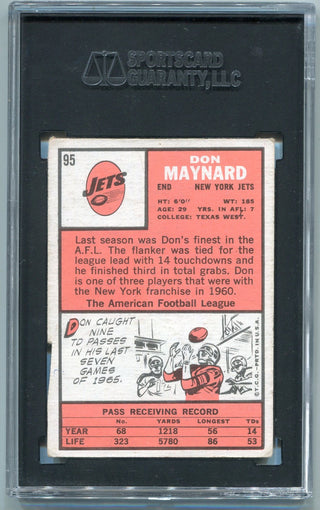 SPORTSCARD
GUARANTY, LLC
95
JETS
DON
MAYNARD
END NEW YORK JETS
HT: 6'0" WT: 185
AGE: 29 YRS. IN AFL: 7
COLLEGE: TEXAS WEST.
Last season was Don's finest in the
A.F.L. The flanker was tied for the
league lead with 14 touchdowns and
he finished third in total grabs. Don
is one of three players that were with
the New York franchise in 1960.
The American Football League
DON CAUGHT
NINE
TD PASSES
IN HIS LAST
SEVEN
GAMES
OF 1965.
© T.C.G.—PRTD. IN U.S.A.
PASS RECEIVING RECORD
No. YARDS LONGEST TDs
YEAR 68 1218 56 14
LIFE 323 5780 86 53